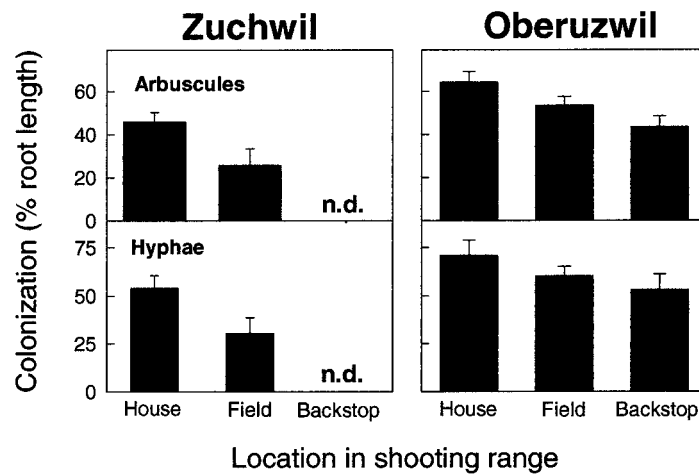 Zuchwil
Oberuzwil
Colonization (% root length)
Arbuscules
60
40
20
0
n.d.
Hyphae
75
50
25
0
n.d.
House Field Backstop
House Field Backstop
Location in shooting range